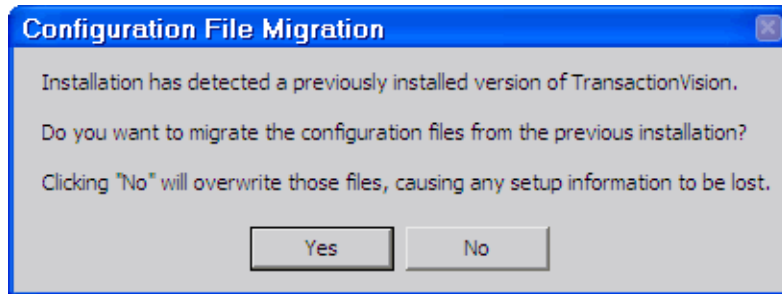 Configuration File Migration
Installation has detected a previously installed version of TransactionVision.
Do you want to migrate the configuration files from the previous installation?
Clicking "No" will overwrite those files, causing any setup information to be lost.
Yes
No